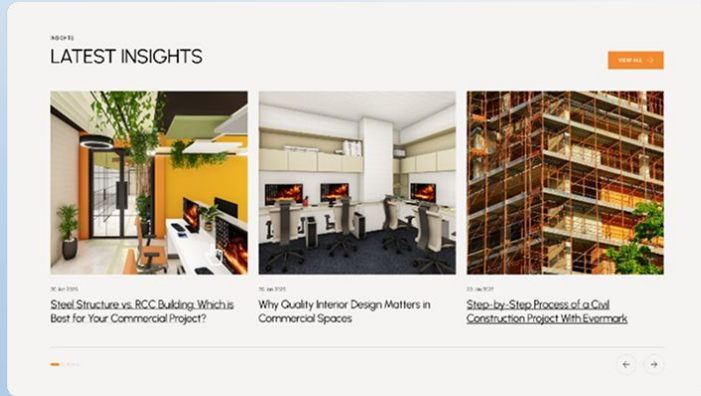 INSIGHTS
LATEST INSIGHTS
VIEW ALL
Steel Structure vs. RCC Building: Which is
Best for Your Commercial Project?
Why Quality Interior Design Matters in
Commercial Spaces
Step-by-Step Process of a Civil
Construction Project With Evermark